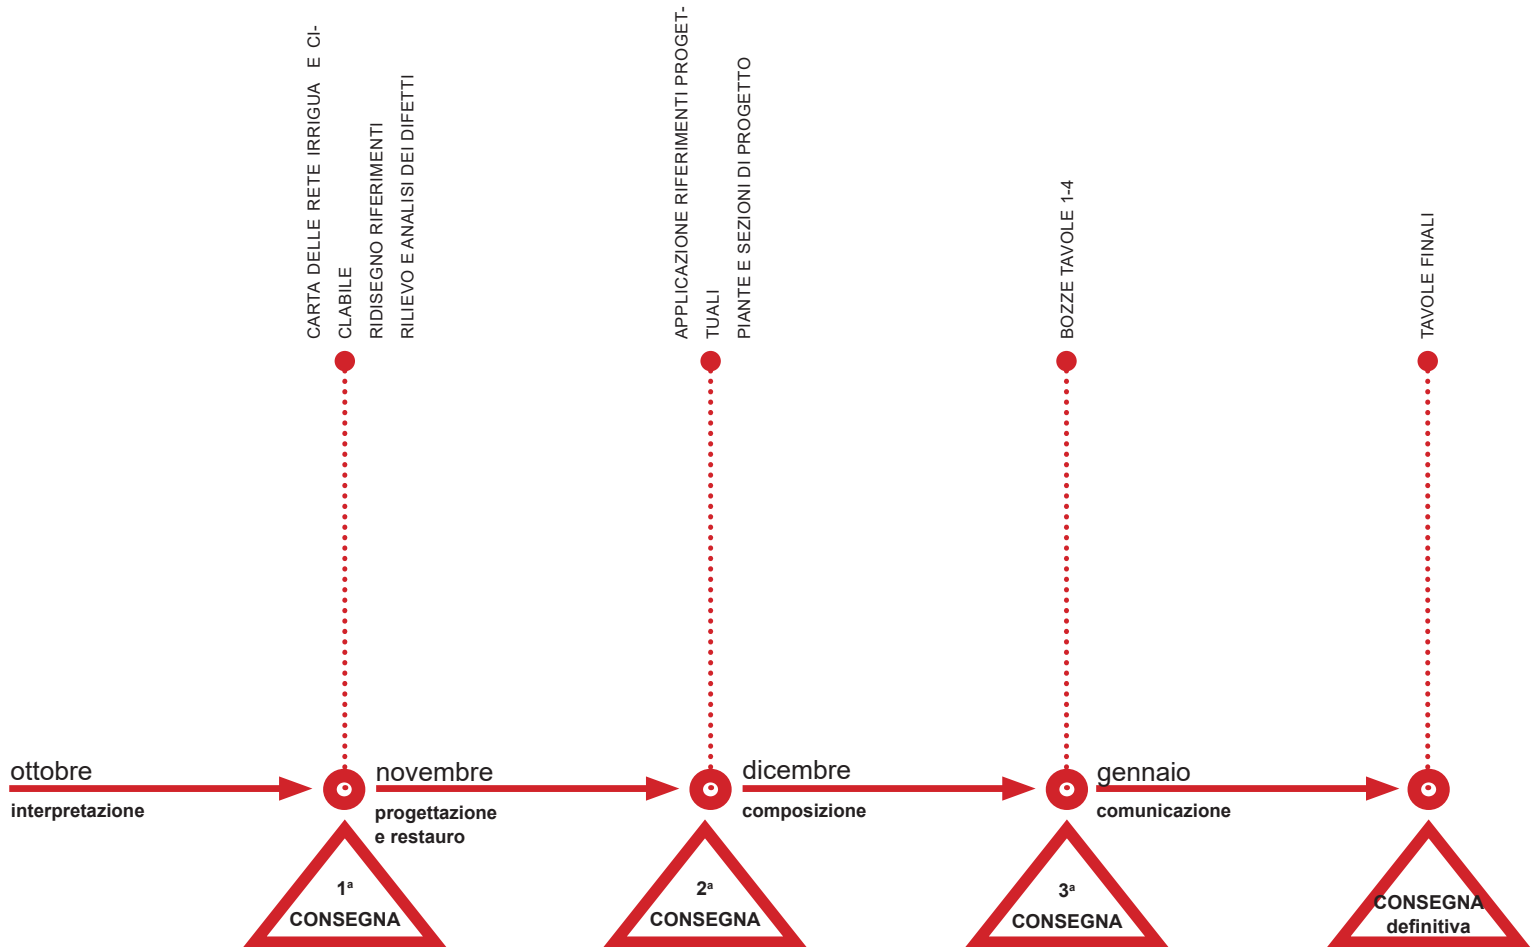 CARTA DELLE RETE IRRIGUA E CI-
CLABILE
RIDISEGNO RIFERIMENTI
RILIEVO E ANALISI DEI DIFETTI
APPLICAZIONE RIFERIMENTI PROGET-
TUALI
PIANTE E SEZIONI DI PROGETTO
BOZZE TAVOLE 1-4
TAVOLE FINALI
ottobre
interpretazione
novembre
progettazione
e restauro
dicembre
composizione
gennaio
comunicazione
1ª
CONSEGNA
2ª
CONSEGNA
3ª
CONSEGNA
CONSEGNA
definitiva